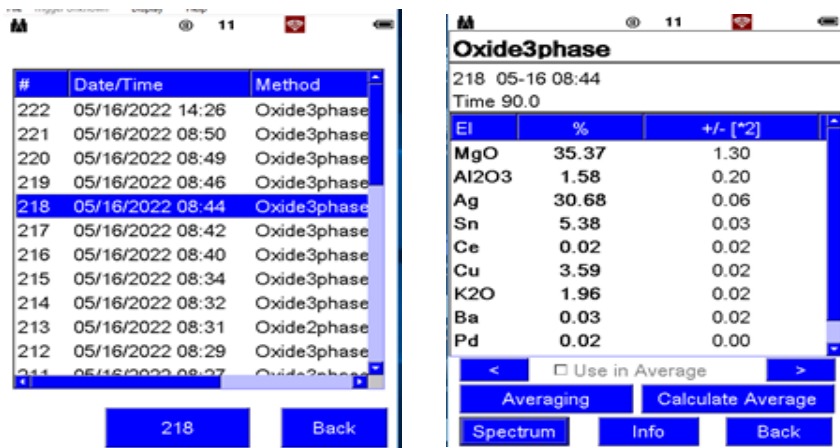 11
# Date/Time Method
222 05/16/2022 14:26 Oxide3phase
221 05/16/2022 08:50 Oxide3phase
220 05/16/2022 08:49 Oxide3phase
219 05/16/2022 08:46 Oxide3phase
218 05/16/2022 08:44 Oxide3phase
217 05/16/2022 08:42 Oxide3phase
216 05/16/2022 08:40 Oxide3phase
215 05/16/2022 08:34 Oxide3phase
214 05/16/2022 08:32 Oxide3phase
213 05/16/2022 08:31 Oxide2phase
212 05/16/2022 08:29 Oxide3phase
211 05/16/2022 08:27
218 Back
11
Oxide3phase
218 05-16 08:44
Time 90.0
El % +/- [*2]
MgO 35.37 1.30
Al2O3 1.58 0.20
Ag 30.68 0.06
Sn 5.38 0.03
Ce 0.02 0.02
Cu 3.59 0.02
K2O 1.96 0.02
Ba 0.03 0.02
Pd 0.02 0.00
< Use in Average >
Averaging Calculate Average
Spectrum Info Back